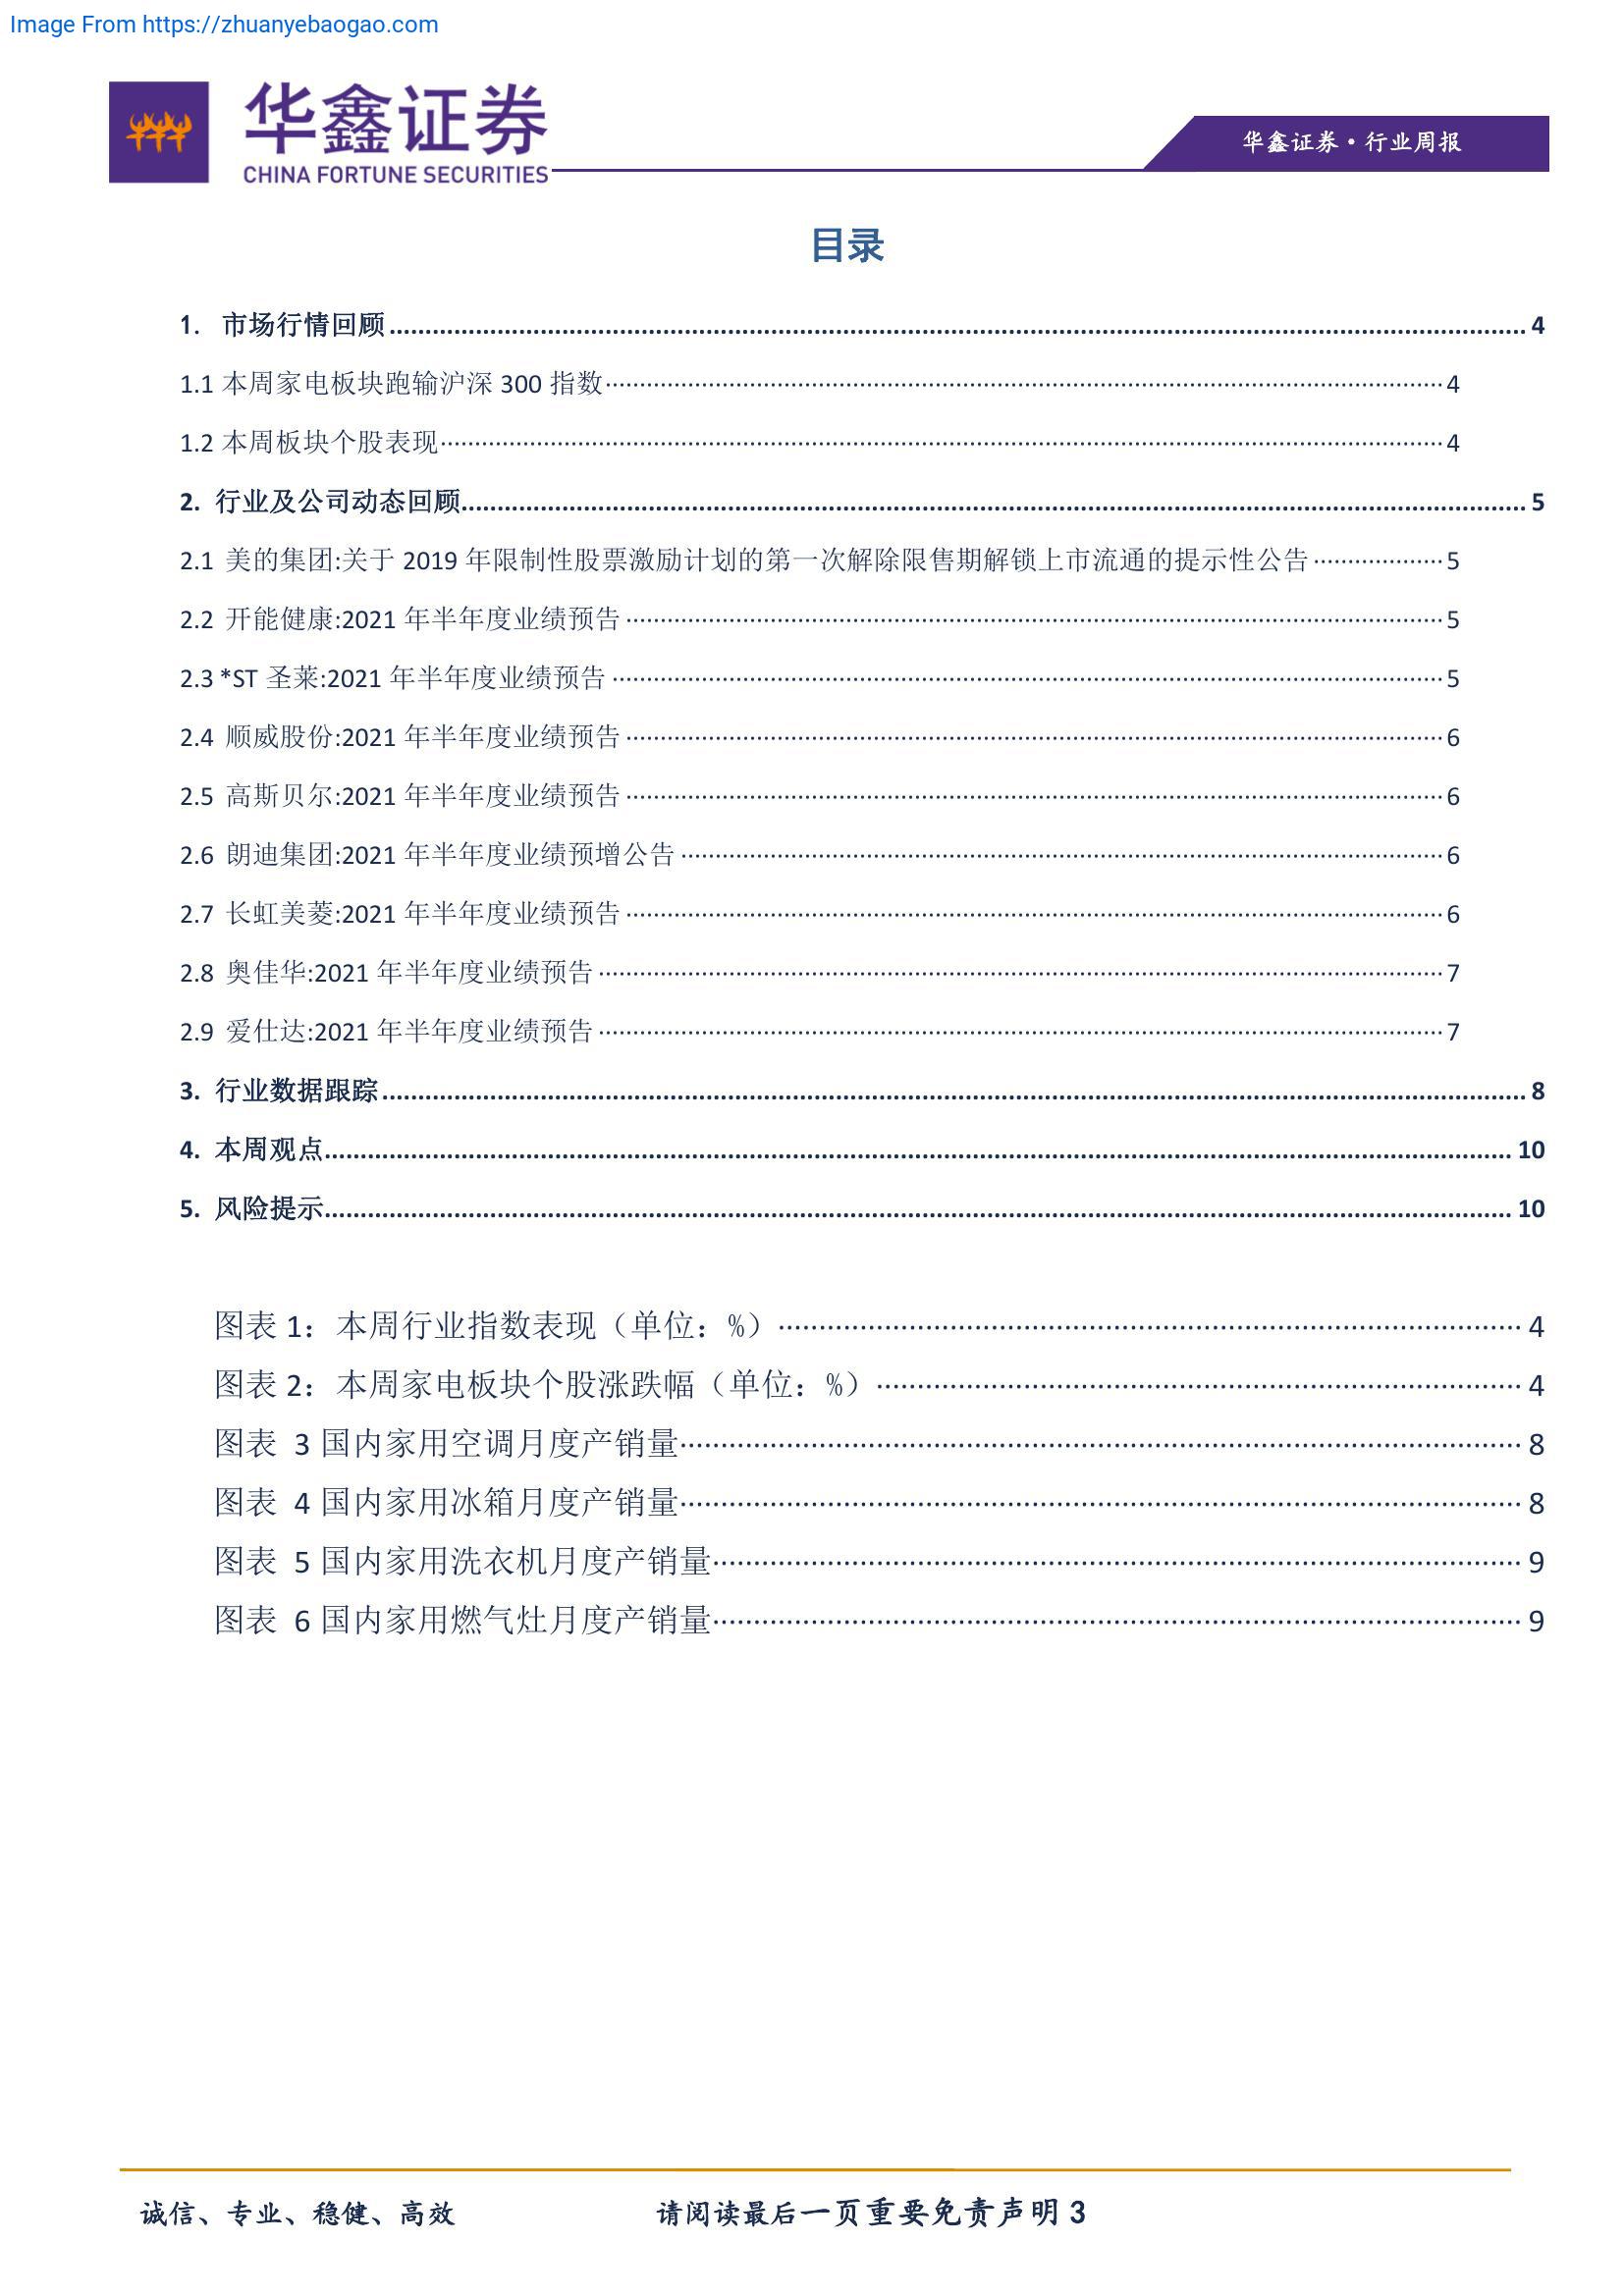 Image From https://zhuanyebaogao.com
华鑫证券
CHINA FORTUNE SECURITIES
华鑫证券·行业周报
目录
1. 市场行情回顾 4
1.1 本周家电板块跑输沪深 300 指数 4
1.2 本周板块个股表现 4
2. 行业及公司动态回顾 5
2.1 美的集团:关于 2019 年限制性股票激励计划的第一次解除限售期解锁上市流通的提示性公告 5
2.2 开能健康:2021 年半年度业绩预告 5
2.3 *ST 圣莱:2021 年半年度业绩预告 5
2.4 顺威股份:2021 年半年度业绩预告 6
2.5 高斯贝尔:2021 年半年度业绩预告 6
2.6 朗迪集团:2021 年半年度业绩预增公告 6
2.7 长虹美菱:2021 年半年度业绩预告 6
2.8 奥佳华:2021 年半年度业绩预告 7
2.9 爱仕达:2021 年半年度业绩预告 7
3. 行业数据跟踪 8
4. 本周观点 10
5. 风险提示 10
图表 1：本周行业指数表现（单位：%） 4
图表 2：本周家电板块个股涨跌幅（单位：%） 4
图表 3 国内家用空调月度产销量 8
图表 4 国内家用冰箱月度产销量 8
图表 5 国内家用洗衣机月度产销量 9
图表 6 国内家用燃气灶月度产销量 9
诚信、专业、稳健、高效 请阅读最后一页重要免责声明 3